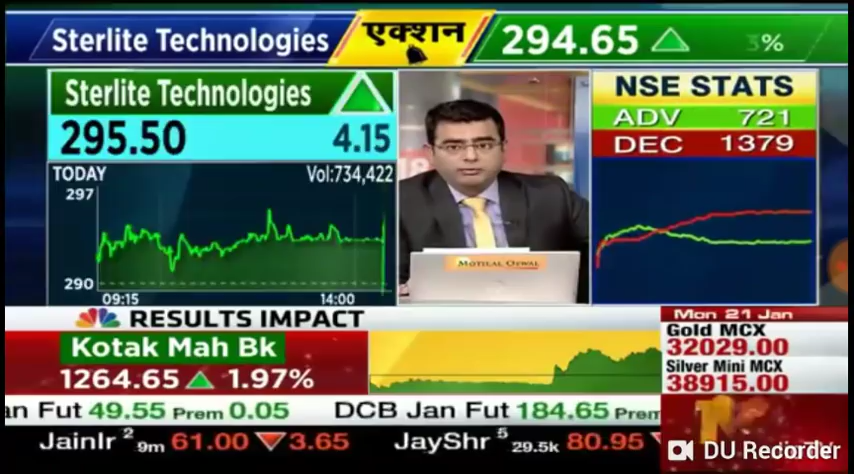 Sterlite Technologies एक्शन 294.65 %
Sterlite Technologies
295.50 4.15
TODAY Vol:734,422
297
290
09:15 14:00
MOTILAL OSWAL
NSE STATS
ADV 721
DEC 1379
RESULTS IMPACT
Kotak Mah Bk
1264.65 1.97%
Mon 21 Jan
Gold MCX
32029.00
Silver Mini MCX
38915.00
an Fut 49.55 Prem 0.05 DCB Jan Fut 184.65 Prem
JainIr 2 9m 61.00 3.65 JayShr 5 29.5k 80.95
DU Recorder